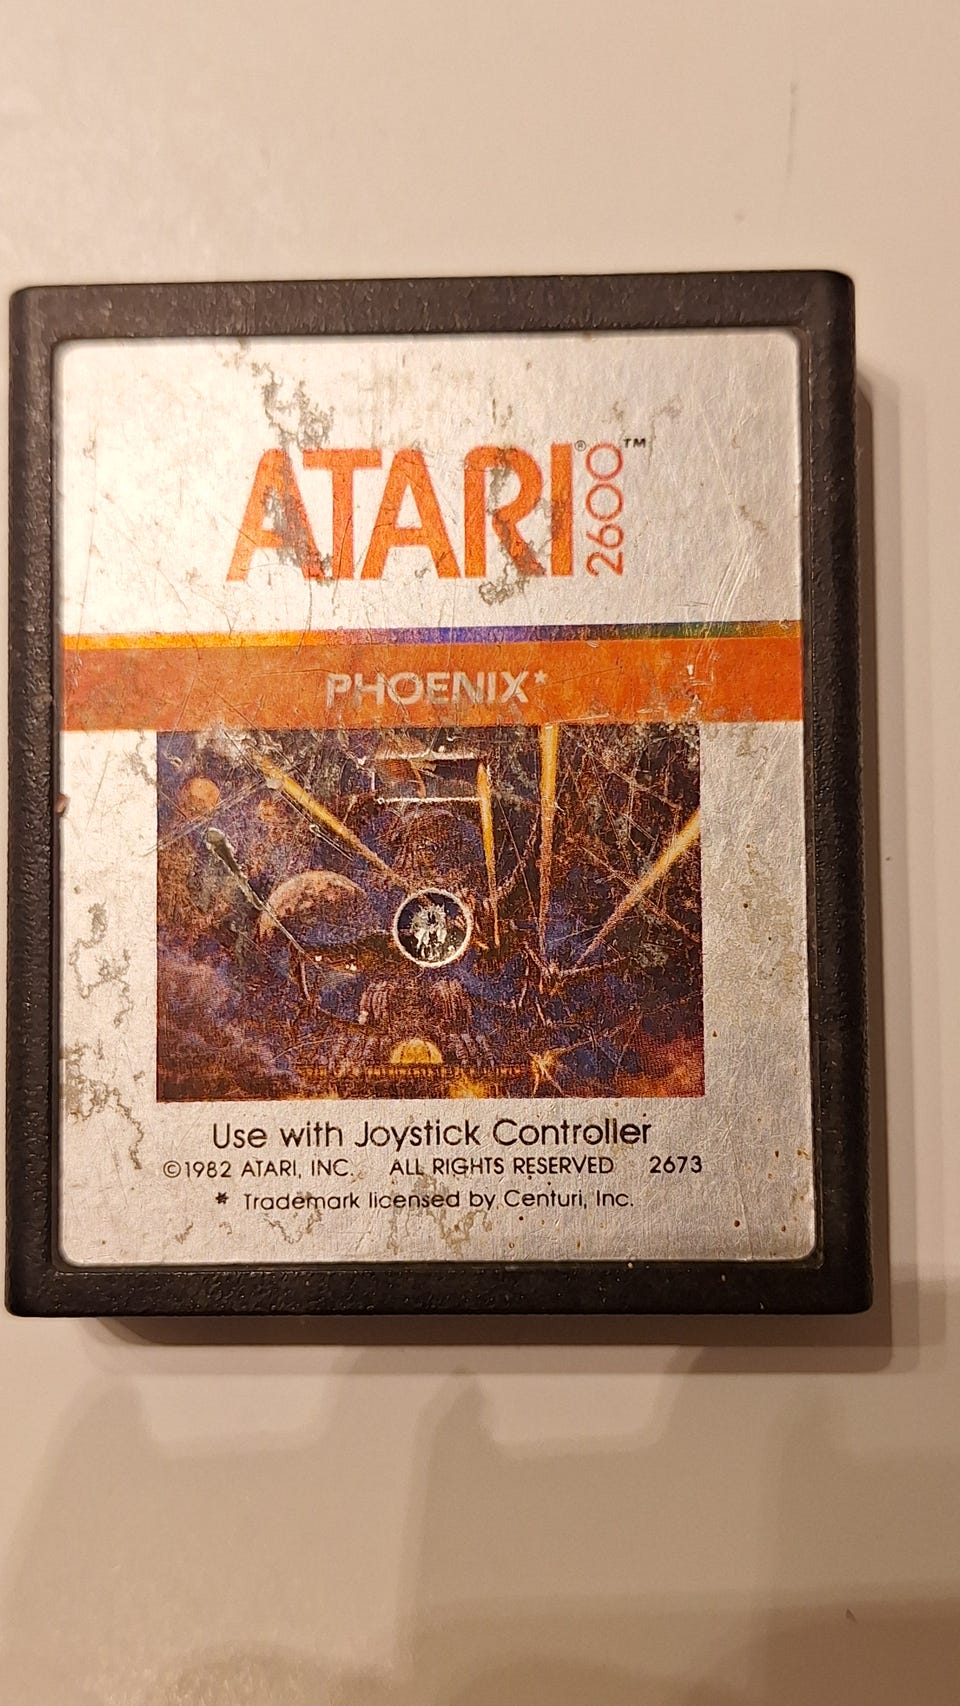 ATARI® 2600™
PHOENIX*
Use with Joystick Controller
©1982 ATARI, INC. ALL RIGHTS RESERVED 2673
* Trademark licensed by Centuri, Inc.